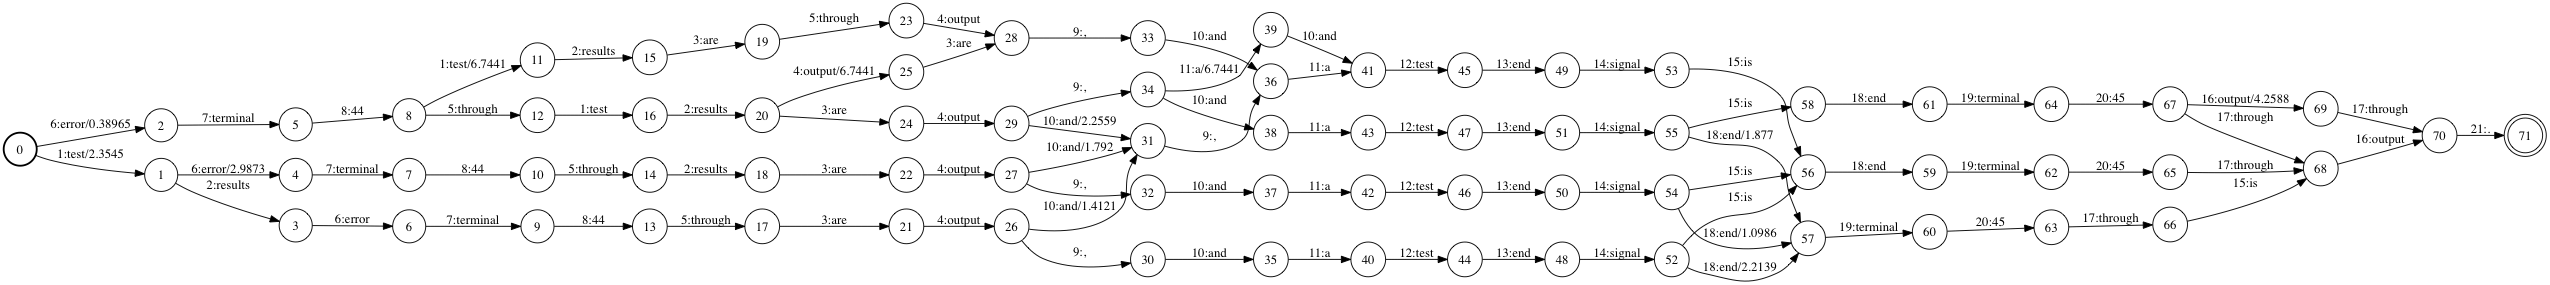 0
6:error/0.38965
2
7:terminal
5
8:44
8
1:test/6.7441
11
2:results
15
3:are
19
5:through
23
4:output
28
9:,
33
10:and
39
10:and
4:output/6.7441
25
3:are
5:through
12
1:test
16
2:results
20
3:are
24
4:output
29
9:,
34
11:a/6.7441
36
11:a
41
12:test
45
13:end
49
14:signal
53
15:is
10:and/2.2559
10:and
31
9:,
38
11:a
43
12:test
47
13:end
51
14:signal
55
15:is
58
18:end
61
19:terminal
64
20:45
67
16:output/4.2588
69
17:through
17:through
70
21:.
71
18:end/1.877
1:test/2.3545
1
6:error/2.9873
4
7:terminal
7
8:44
10
5:through
14
2:results
18
3:are
22
4:output
27
10:and/1.792
9:,
32
10:and
37
11:a
42
12:test
46
13:end
50
14:signal
54
15:is
56
18:end
59
19:terminal
62
20:45
65
17:through
68
16:output
18:end/1.0986
2:results
3
6:error
6
7:terminal
9
8:44
13
5:through
17
3:are
21
4:output
26
10:and/1.4121
9:,
30
10:and
35
11:a
40
12:test
44
13:end
48
14:signal
52
15:is
18:end/2.2139
57
19:terminal
60
20:45
63
17:through
66
15:is